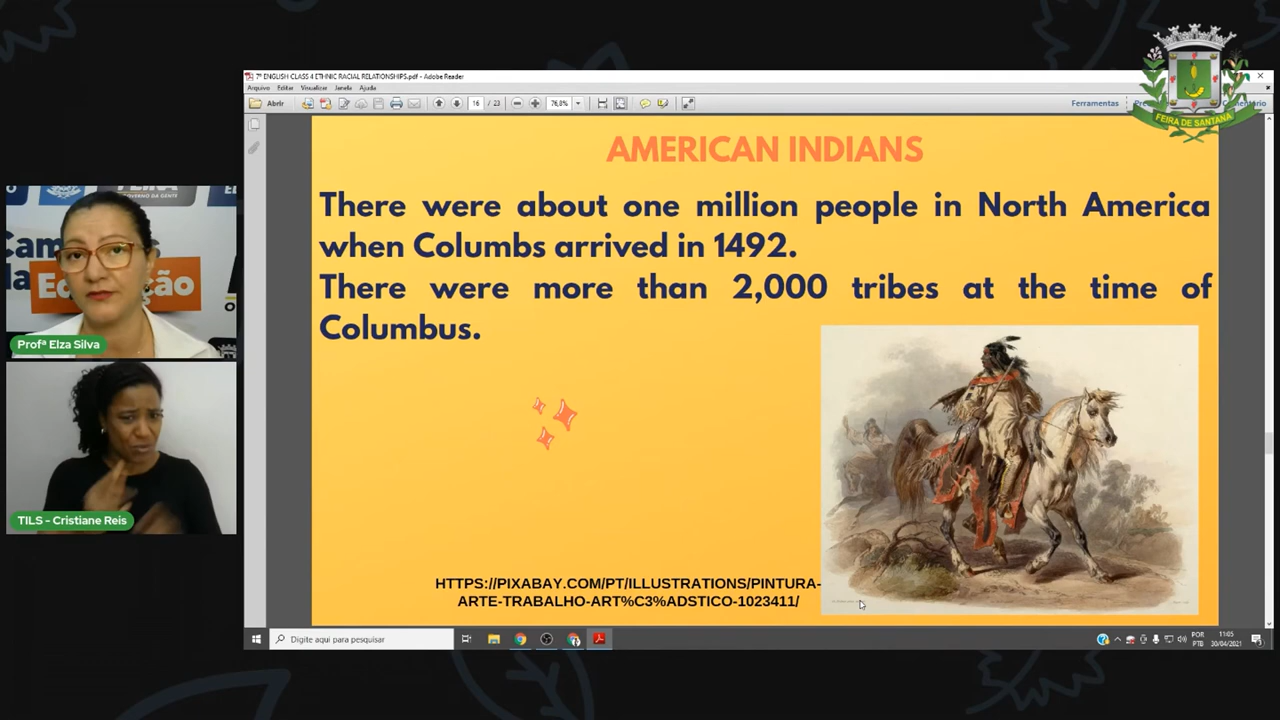 7º ENGLISH CLASS 4 ETHNIC RACIAL RELATIONSHIPS.pdf - Adobe Reader
Arquivo Editar Visualizar Janela Ajuda
Abrir
16 / 23
76,8%
Ferramentas
Comentário
FEIRA DE SANTANA
AMERICAN INDIANS
There were about one million people in North America
when Columbs arrived in 1492.
There were more than 2,000 tribes at the time of
Columbus.
HTTPS://PIXABAY.COM/PT/ILLUSTRATIONS/PINTURA-
ARTE-TRABALHO-ART%C3%ADSTICO-1023411/
Profª Elza Silva
TILS - Cristiane Reis
Digite aqui para pesquisar
POR
PTB
11:05
30/04/2021